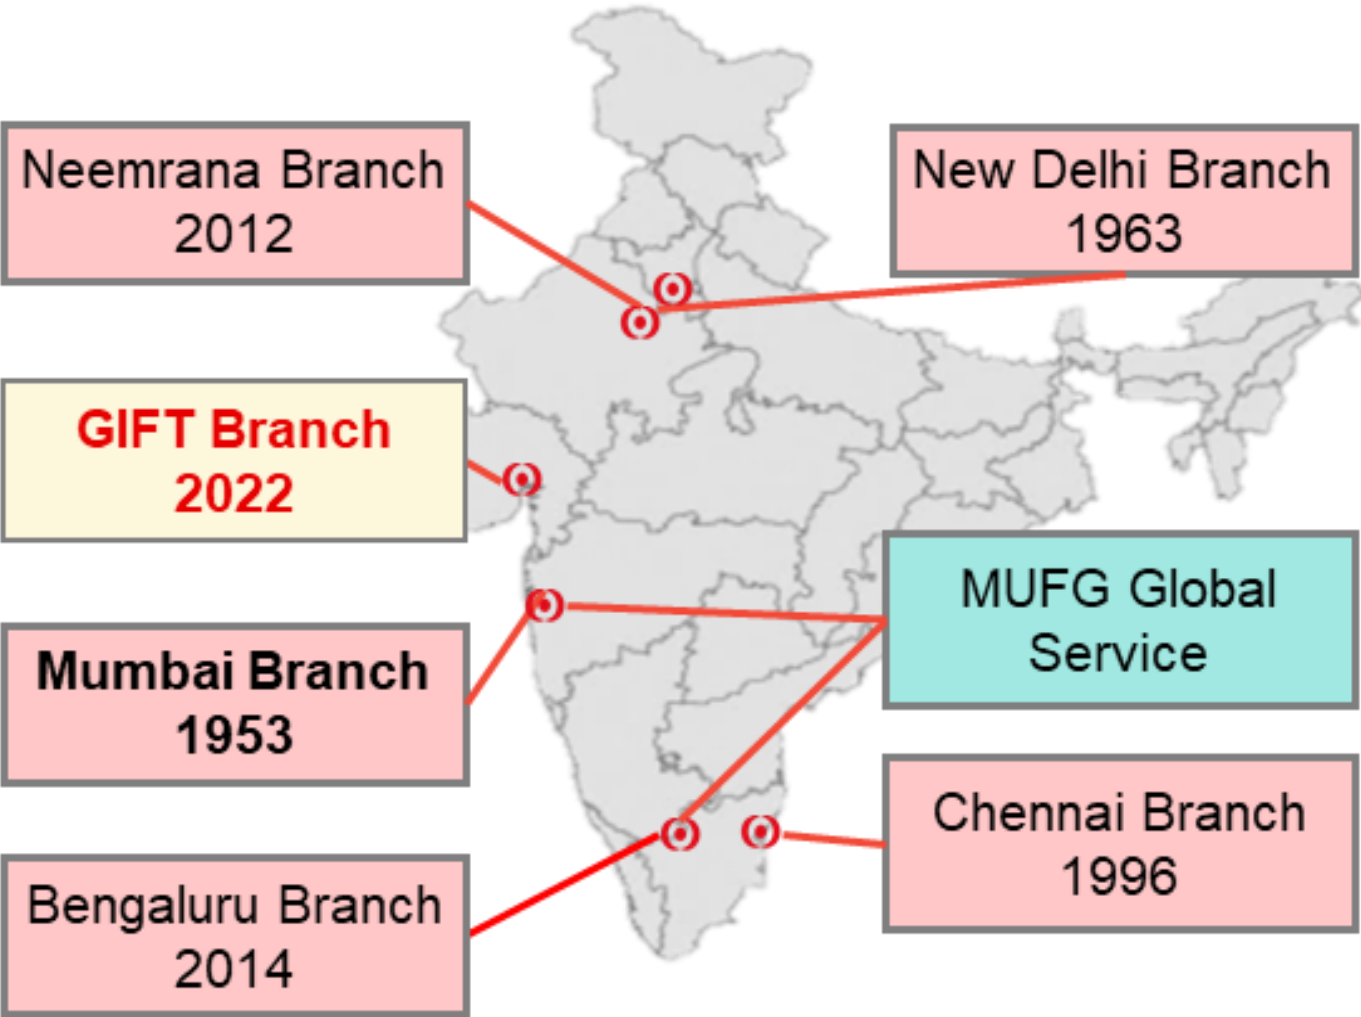 Neemrana Branch
2012
New Delhi Branch
1963
GIFT Branch
2022
MUFG Global
Service
Mumbai Branch
1953
Chennai Branch
1996
Bengaluru Branch
2014